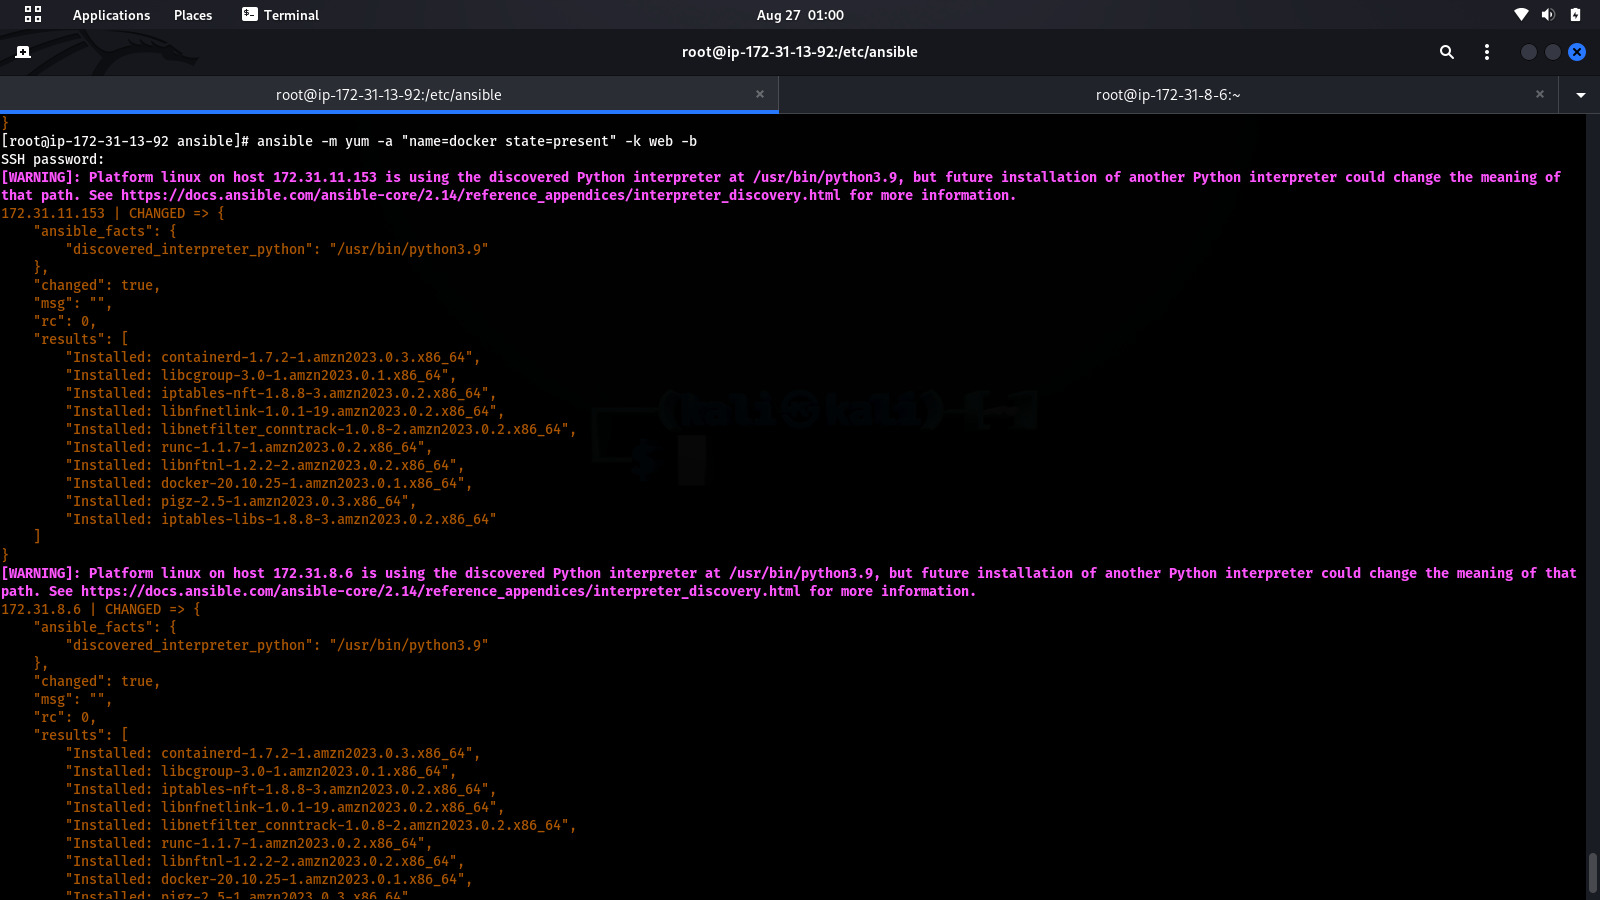 Applications Places Terminal Aug 27 01:00
root@ip-172-31-13-92:/etc/ansible
root@ip-172-31-13-92:/etc/ansible × root@ip-172-31-8-6:~ ×
}
[root@ip-172-31-13-92 ansible]# ansible -m yum -a "name=docker state=present" -k web -b
SSH password:
[WARNING]: Platform linux on host 172.31.11.153 is using the discovered Python interpreter at /usr/bin/python3.9, but future installation of another Python interpreter could change the meaning of
that path. See https://docs.ansible.com/ansible-core/2.14/reference_appendices/interpreter_discovery.html for more information.
172.31.11.153 | CHANGED => {
    "ansible_facts": {
        "discovered_interpreter_python": "/usr/bin/python3.9"
    },
    "changed": true,
    "msg": "",
    "rc": 0,
    "results": [
        "Installed: containerd-1.7.2-1.amzn2023.0.3.x86_64",
        "Installed: libcgroup-3.0-1.amzn2023.0.1.x86_64",
        "Installed: iptables-nft-1.8.8-3.amzn2023.0.2.x86_64",
        "Installed: libnfnetlink-1.0.1-19.amzn2023.0.2.x86_64",
        "Installed: libnetfilter_conntrack-1.0.8-2.amzn2023.0.2.x86_64",
        "Installed: runc-1.1.7-1.amzn2023.0.2.x86_64",
        "Installed: libnftnl-1.2.2-2.amzn2023.0.2.x86_64",
        "Installed: docker-20.10.25-1.amzn2023.0.1.x86_64",
        "Installed: pigz-2.5-1.amzn2023.0.3.x86_64",
        "Installed: iptables-libs-1.8.8-3.amzn2023.0.2.x86_64"
    ]
}
[WARNING]: Platform linux on host 172.31.8.6 is using the discovered Python interpreter at /usr/bin/python3.9, but future installation of another Python interpreter could change the meaning of that
path. See https://docs.ansible.com/ansible-core/2.14/reference_appendices/interpreter_discovery.html for more information.
172.31.8.6 | CHANGED => {
    "ansible_facts": {
        "discovered_interpreter_python": "/usr/bin/python3.9"
    },
    "changed": true,
    "msg": "",
    "rc": 0,
    "results": [
        "Installed: containerd-1.7.2-1.amzn2023.0.3.x86_64",
        "Installed: libcgroup-3.0-1.amzn2023.0.1.x86_64",
        "Installed: iptables-nft-1.8.8-3.amzn2023.0.2.x86_64",
        "Installed: libnfnetlink-1.0.1-19.amzn2023.0.2.x86_64",
        "Installed: libnetfilter_conntrack-1.0.8-2.amzn2023.0.2.x86_64",
        "Installed: runc-1.1.7-1.amzn2023.0.2.x86_64",
        "Installed: libnftnl-1.2.2-2.amzn2023.0.2.x86_64",
        "Installed: docker-20.10.25-1.amzn2023.0.1.x86_64",
        "Installed: pigz-2.5-1.amzn2023.0.3.x86_64"
(kali㉿kali)-[~]
$